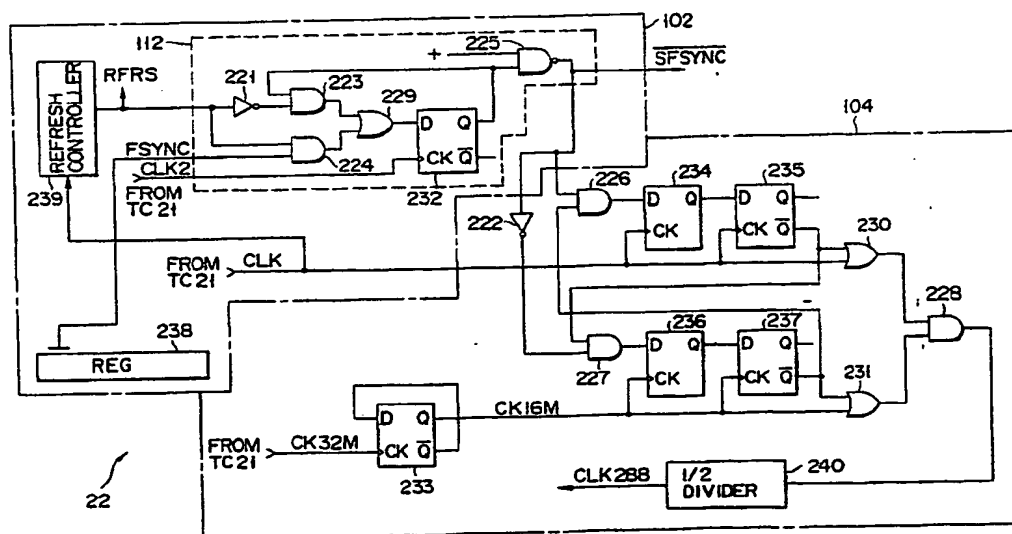 102
112
225
+
SFSYNC
RFRS
221
223
229
104
REFRESH CONTROLLER
D Q
CK Q
FSYNC
224
CLK2
239
FROM TC 21
232
226
234
235
D Q
CK
D Q
CK Q
222
230
FROM TC 21
CLK
228
238
REG
236
237
D Q
CK
D Q
CK Q
227
231
CK16M
D Q
CK Q
FROM TC 21
CK32M
233
240
CLK288
1/2 DIVIDER
22